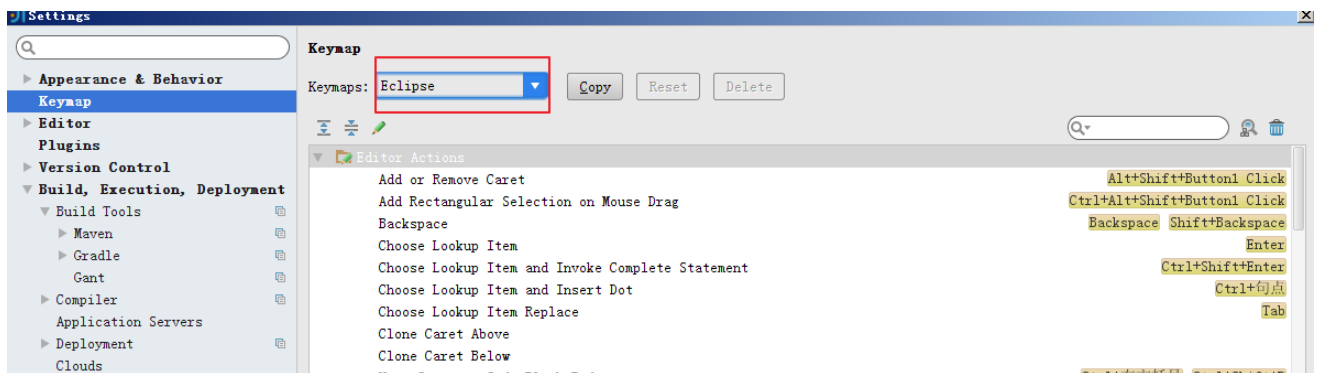 Settings
Keymap
Keymaps: Eclipse Copy Reset Delete
Appearance & Behavior
Keymap
Editor
Plugins
Version Control
Build, Execution, Deployment
Build Tools
Maven
Gradle
Gant
Compiler
Application Servers
Deployment
Clouds
Editor Actions
Add or Remove Caret Alt+Shift+Button1 Click
Add Rectangular Selection on Mouse Drag Ctrl+Alt+Shift+Button1 Click
Backspace Backspace Shift+Backspace
Choose Lookup Item Enter
Choose Lookup Item and Invoke Complete Statement Ctrl+Shift+Enter
Choose Lookup Item and Insert Dot Ctrl+句点
Choose Lookup Item Replace Tab
Clone Caret Above
Clone Caret Below